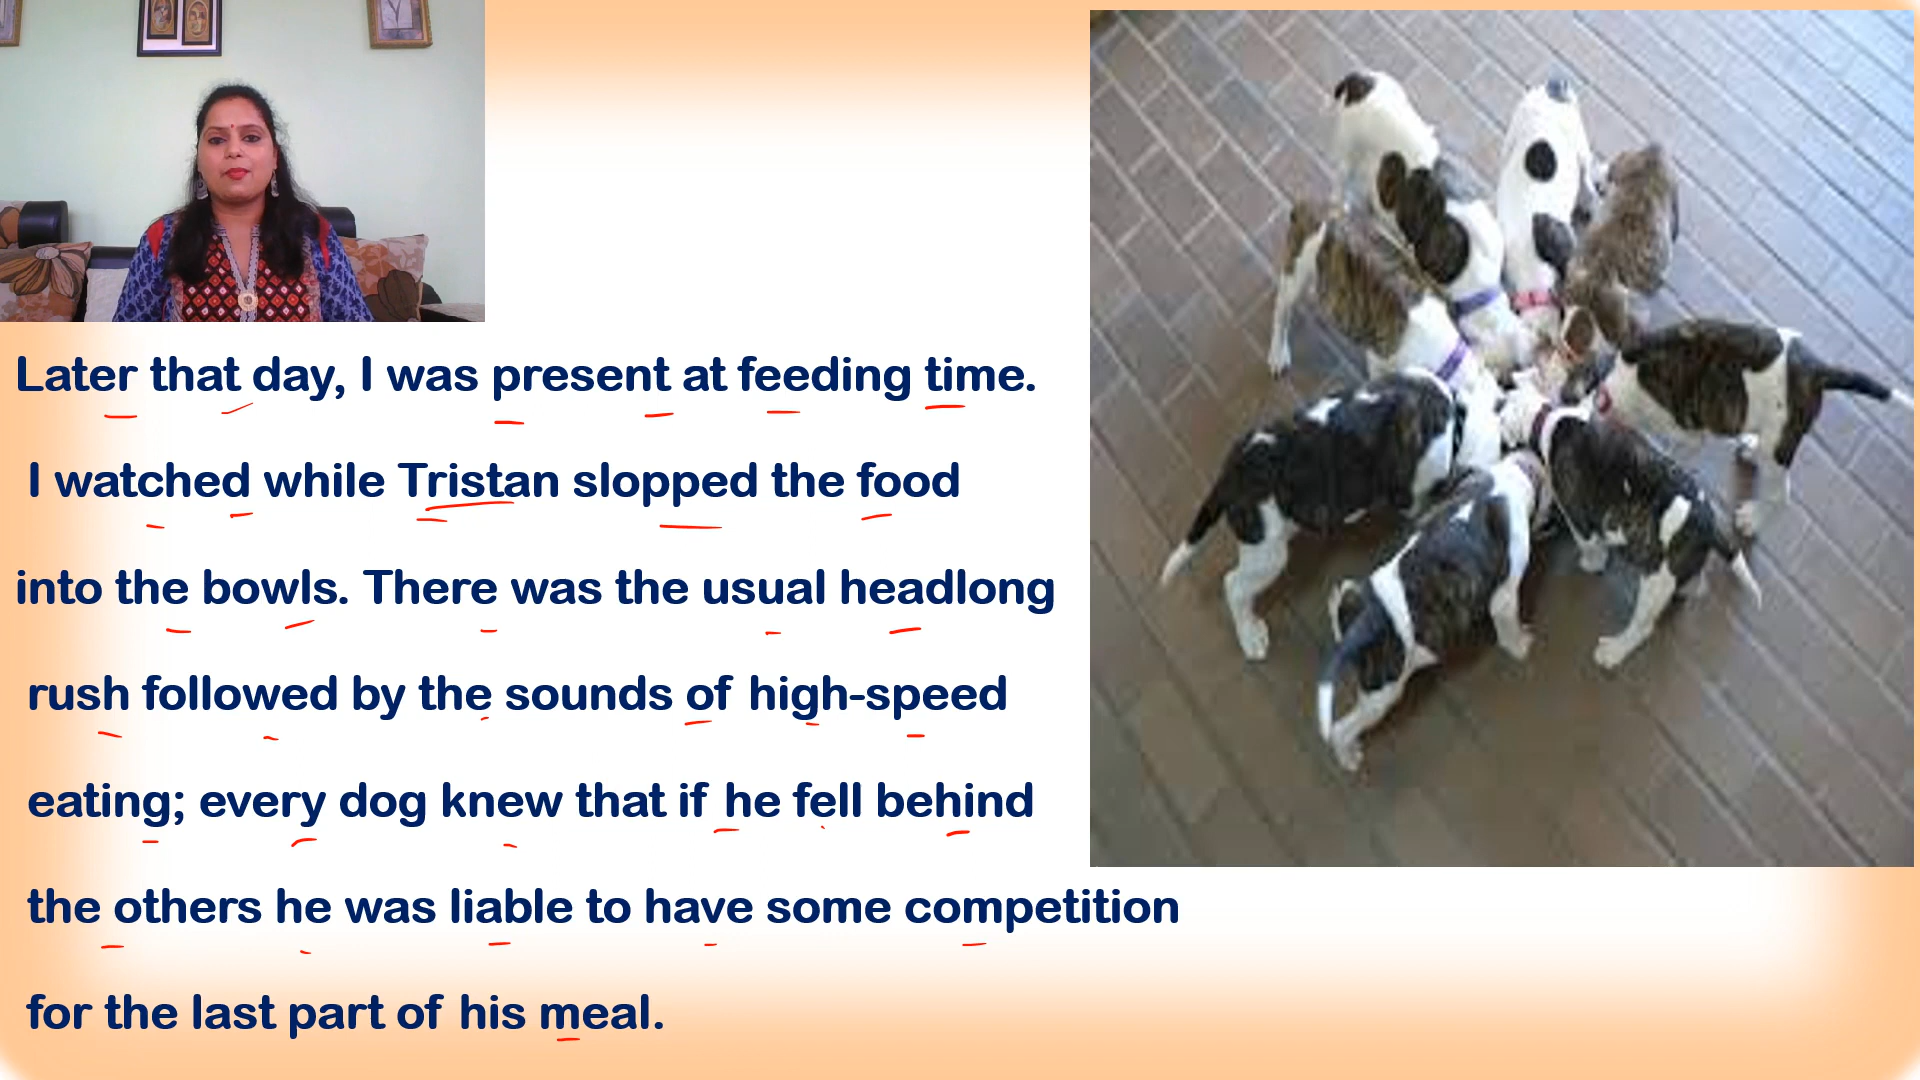 Later that day, I was present at feeding time.
I watched while Tristan slopped the food
into the bowls. There was the usual headlong
rush followed by the sounds of high-speed
eating; every dog knew that if he fell behind
the others he was liable to have some competition
for the last part of his meal.